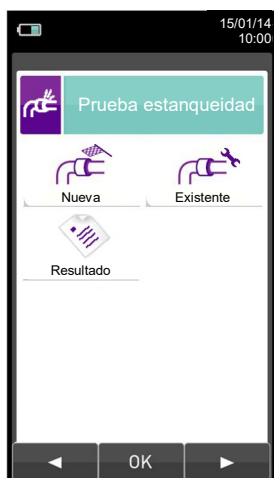 15/01/14
10:00
Prueba estanqueidad
Nueva
Existente
Resultado
OK